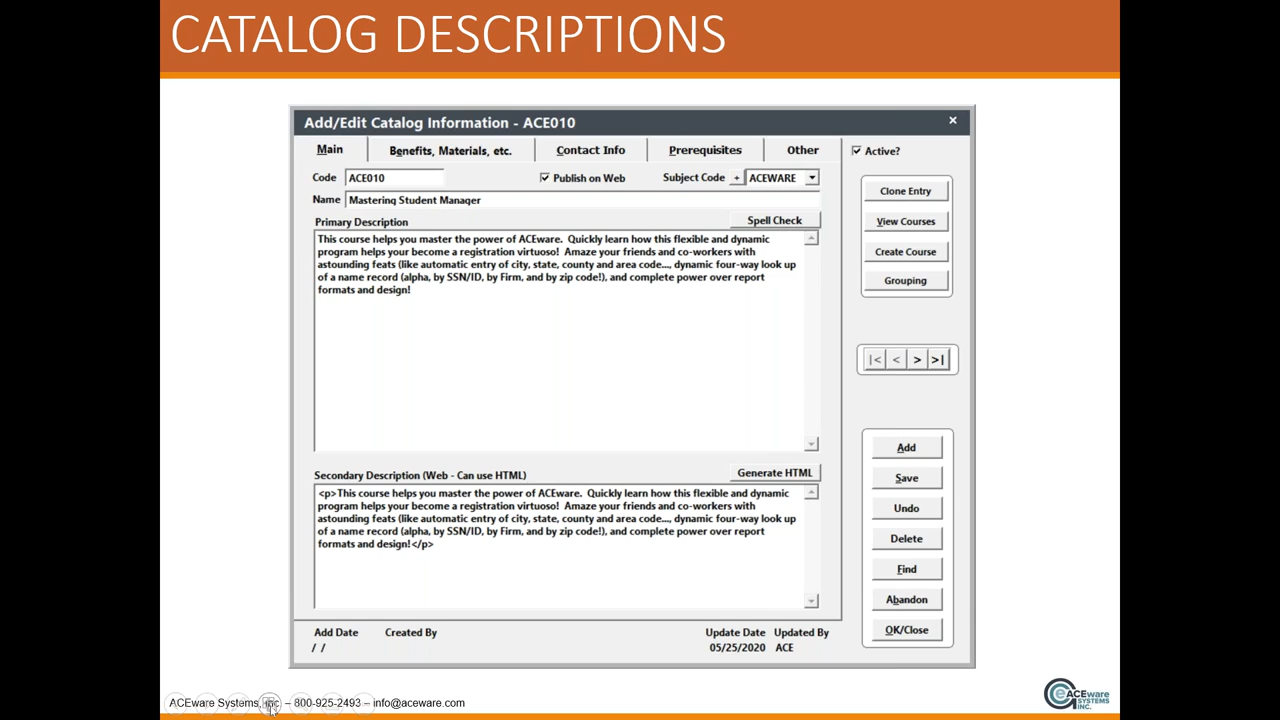 CATALOG DESCRIPTIONS
Add/Edit Catalog Information - ACE010
Main
Benefits, Materials, etc.
Contact Info
Prerequisites
Other
Active?
Code
ACE010
Publish on Web
Subject Code
+
ACEWARE
Name
Mastering Student Manager
Primary Description
Spell Check
This course helps you master the power of ACEware.  Quickly learn how this flexible and dynamic
program helps your become a registration virtuoso!  Amaze your friends and co-workers with
astounding feats (like automatic entry of city, state, county and area code..., dynamic four-way look up
of a name record (alpha, by SSN/ID, by Firm, and by zip code!), and complete power over report
formats and design!
Secondary Description (Web - Can use HTML)
Generate HTML
<p>This course helps you master the power of ACEware.  Quickly learn how this flexible and dynamic
program helps your become a registration virtuoso!  Amaze your friends and co-workers with
astounding feats (like automatic entry of city, state, county and area code..., dynamic four-way look up
of a name record (alpha, by SSN/ID, by Firm, and by zip code!), and complete power over report
formats and design!</p>
Add Date
Created By
Update Date
Updated By
/ /
05/25/2020
ACE
Clone Entry
View Courses
Create Course
Grouping
|< < > >|
Add
Save
Undo
Delete
Find
Abandon
OK/Close
ACEware Systems, Inc. – 800-925-2493 – info@aceware.com
ACEware
SYSTEMS
INC.